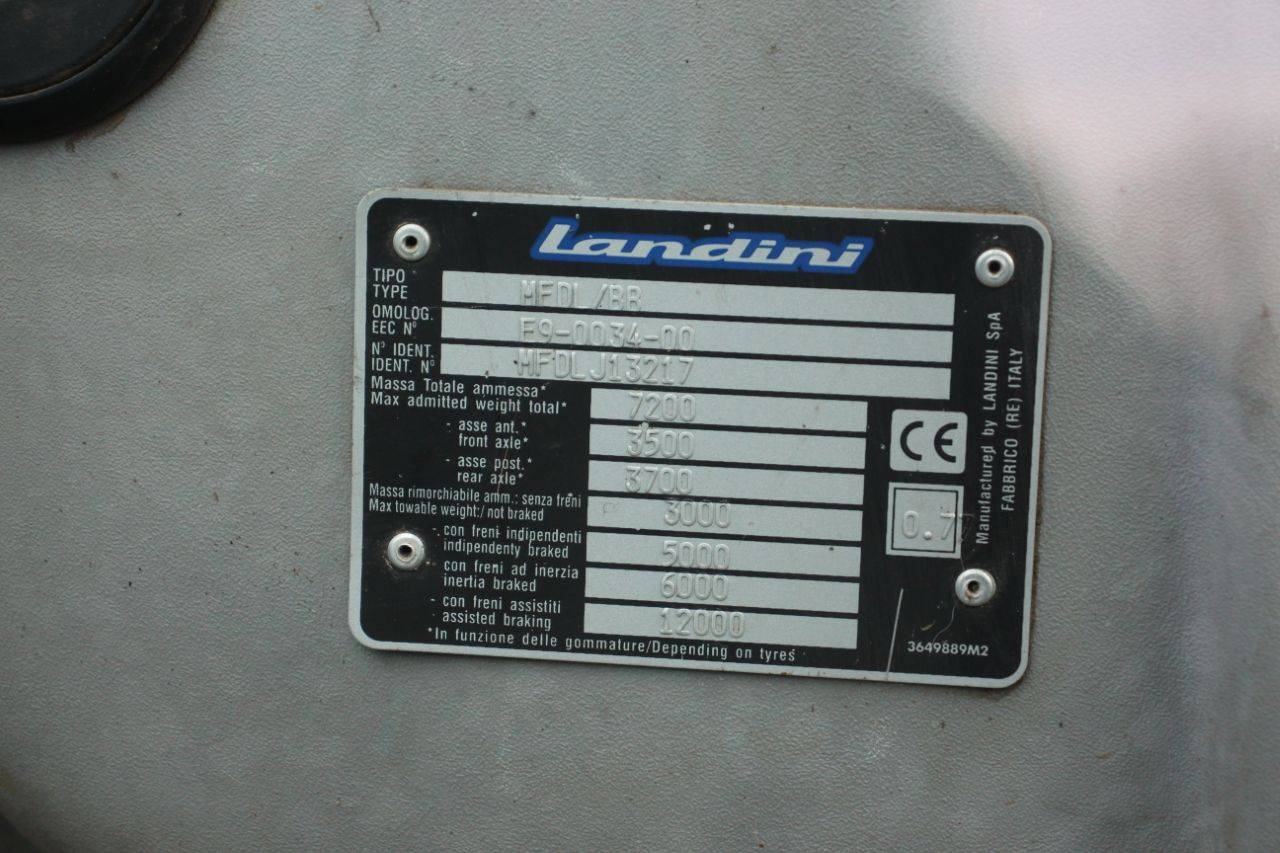 Landini
TIPO
TYPE
MFDL/BB
OMOLOG.
EEC N°
E9-0034-00
N° IDENT.
IDENT. N°
MFDLJ13217
Massa Totale ammessa*
Max admitted weight total*
7200
- asse ant.*
front axle*
3500
- asse post.*
rear axle*
3700
Massa rimorchiabile amm.: senza freni
Max towable weight:/ not braked
3000
- con freni indipendenti
indipendenty braked
5000
- con freni ad inerzia
inertia braked
6000
- con freni assistiti
assisted braking
12000
*In funzione delle gommature/Depending on tyres
CE
Manufactured by LANDINI SpA
FABBRICO (RE) ITALY
3649889M2